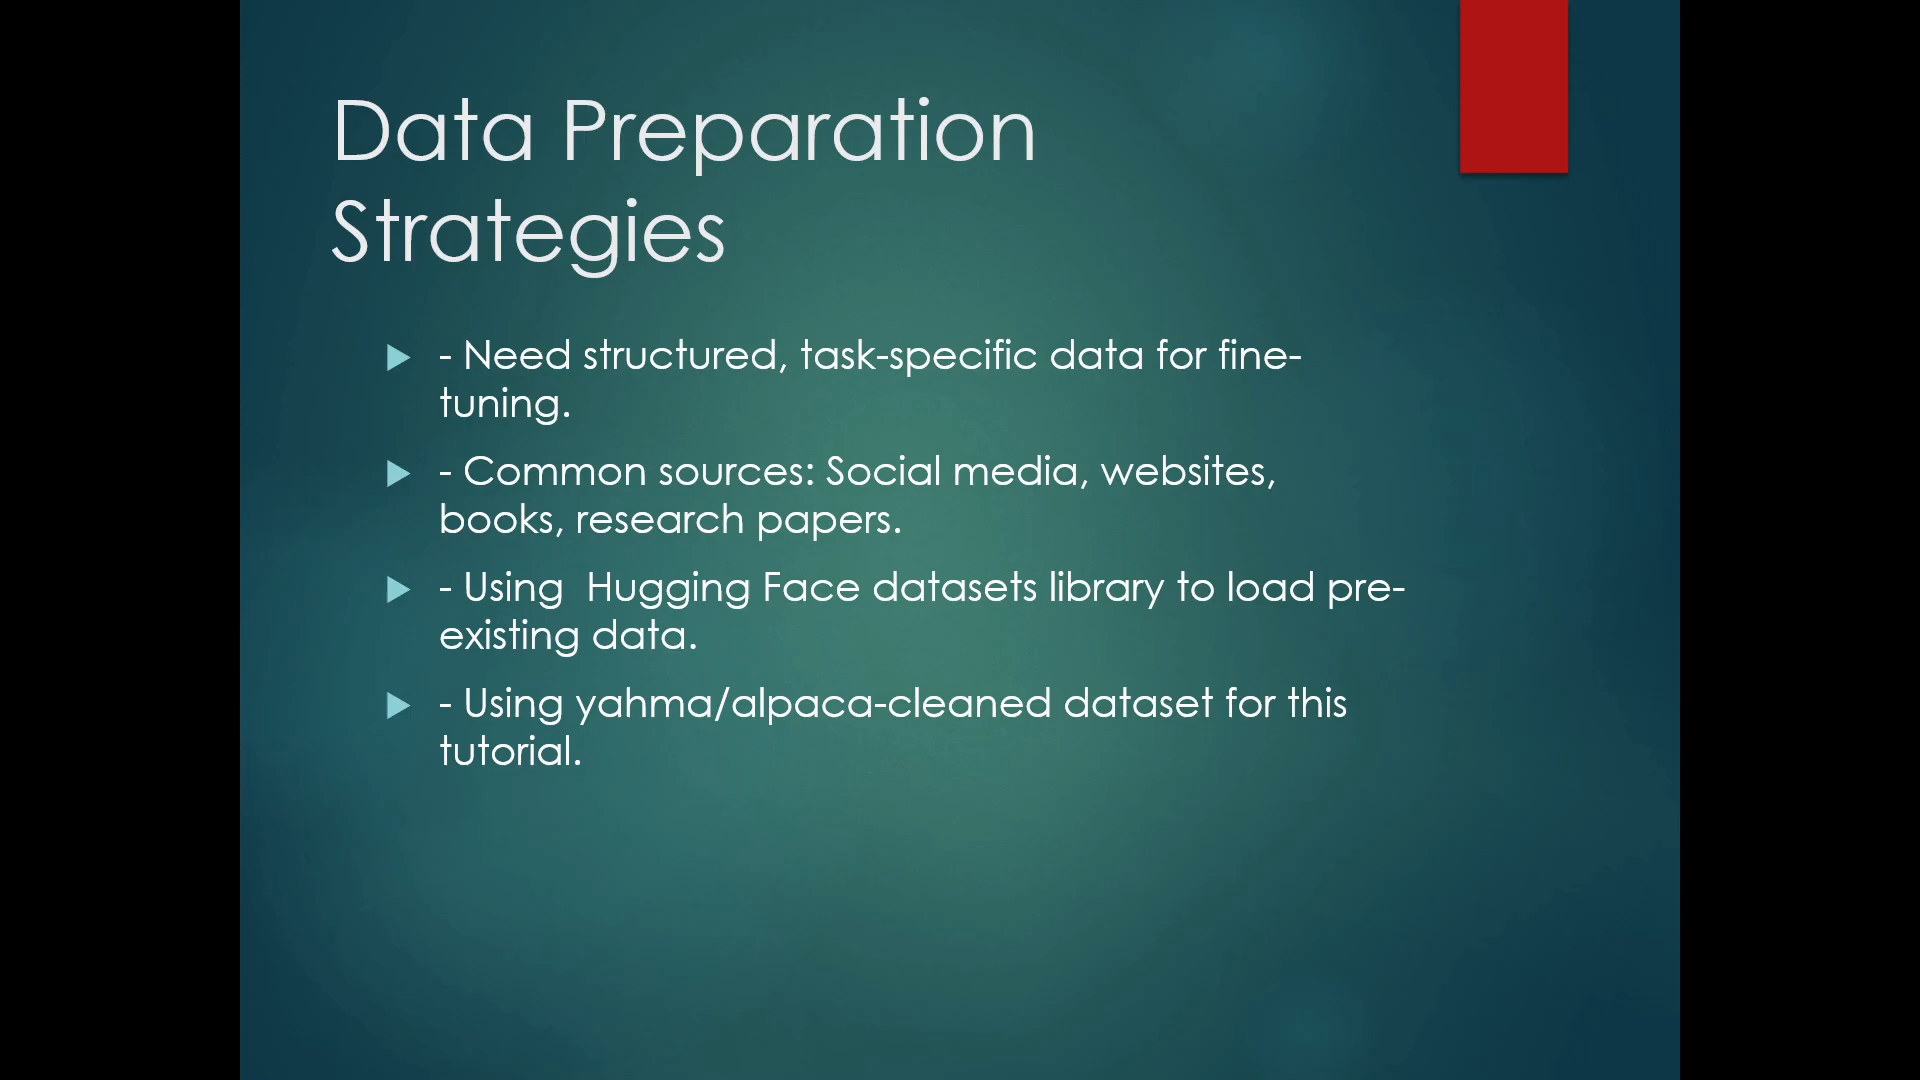 Data Preparation
Strategies
- Need structured, task-specific data for fine-
tuning.
- Common sources: Social media, websites,
books, research papers.
- Using  Hugging Face datasets library to load pre-
existing data.
- Using yahma/alpaca-cleaned dataset for this
tutorial.